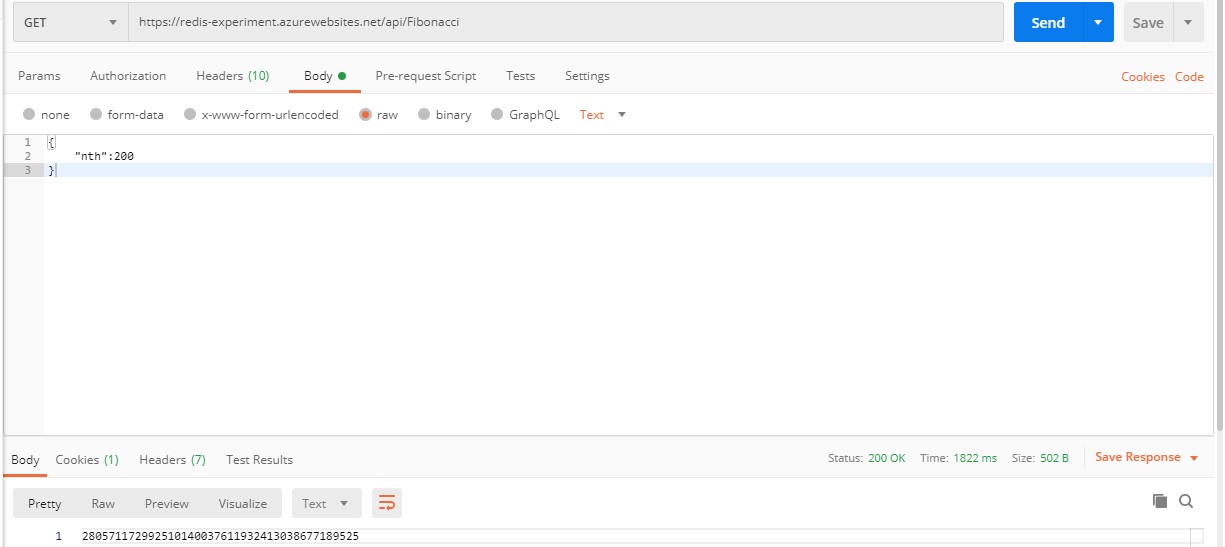 GET https://redis-experiment.azurewebsites.net/api/Fibonacci Send Save
Params Authorization Headers (10) Body Pre-request Script Tests Settings Cookies Code
none form-data x-www-form-urlencoded raw binary GraphQL Text
1 {
2 "nth":200
3 }
Body Cookies (1) Headers (7) Test Results Status: 200 OK Time: 1822 ms Size: 502 B Save Response
Pretty Raw Preview Visualize Text
1 280571172992510140037611932413038677189525